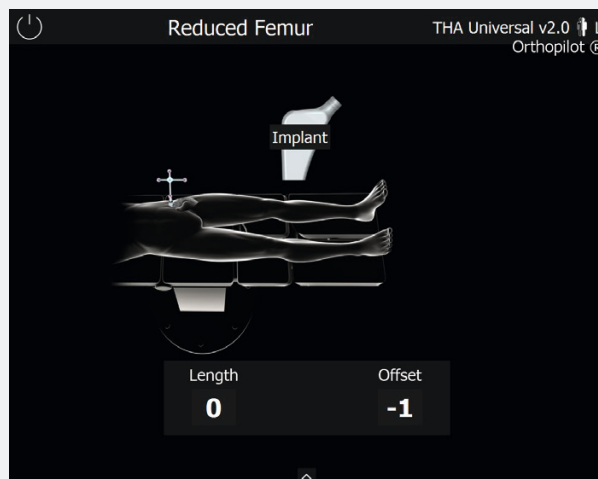 Reduced Femur
THA Universal v2.0 L
Orthopilot ®
Implant
Length Offset
0 -1